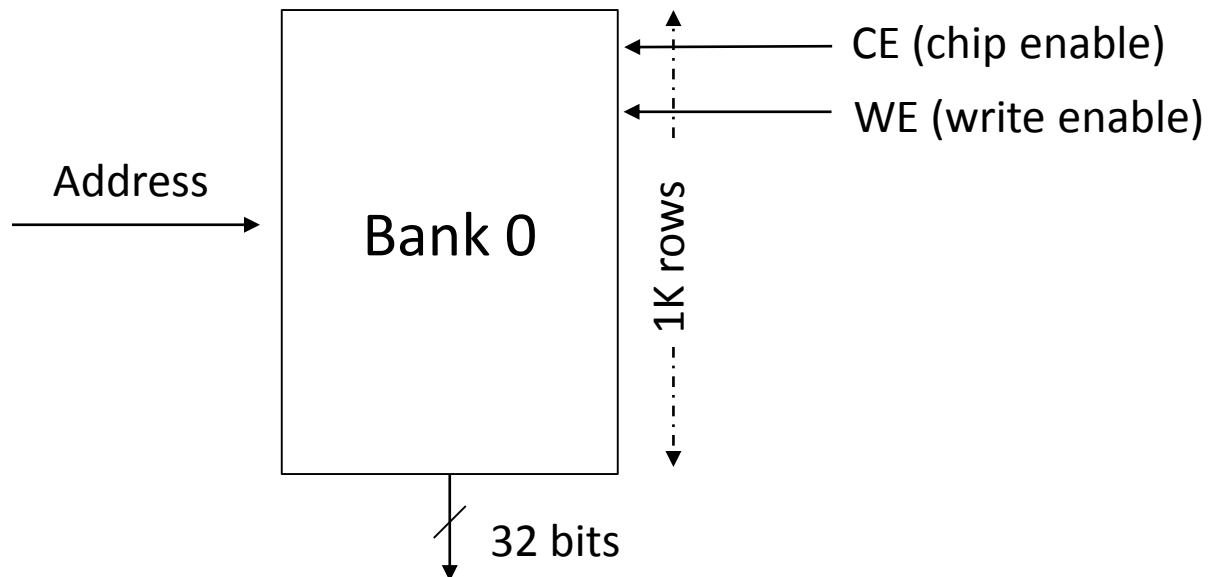 CE (chip enable)
WE (write enable)
Address
Bank 0
1K rows
32 bits